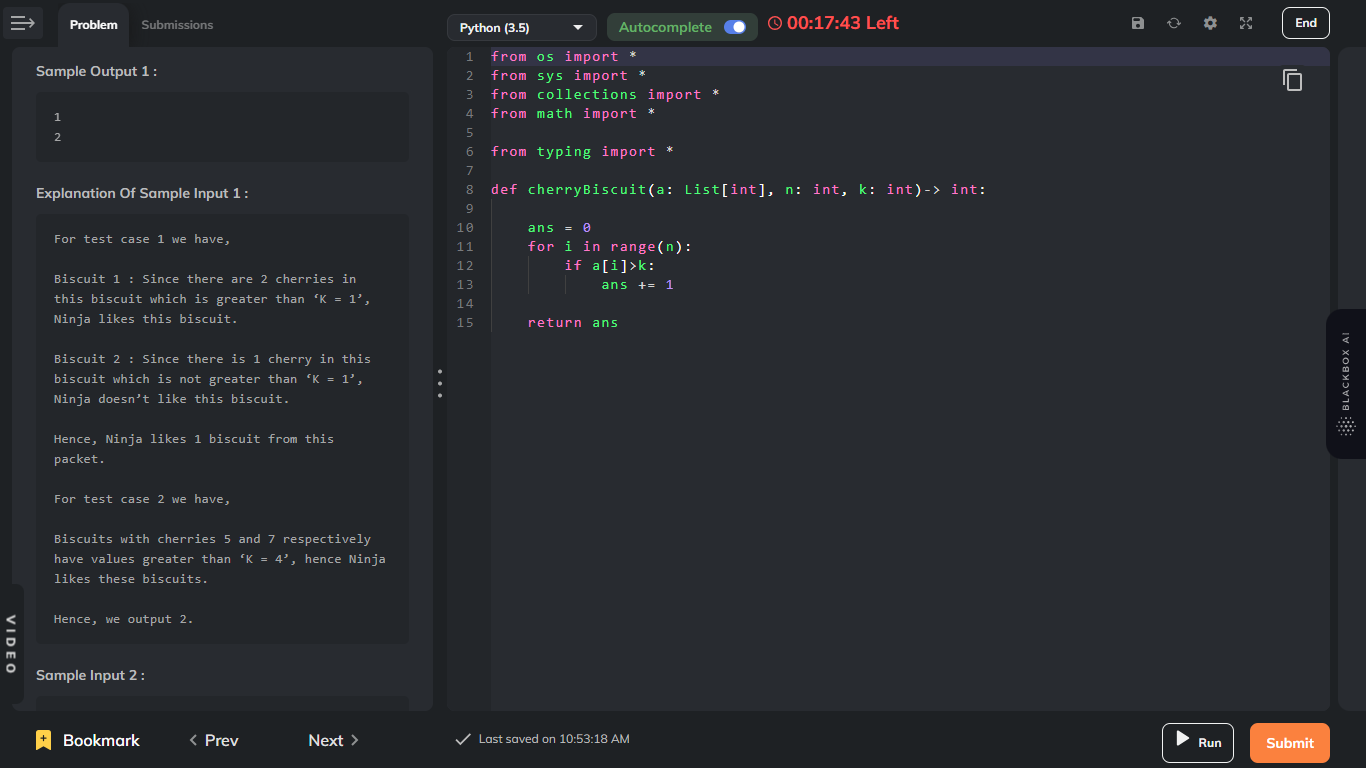 Problem
Submissions
Python (3.5)
Autocomplete
00:17:43 Left
End
Sample Output 1 :
1
2
Explanation Of Sample Input 1 :
For test case 1 we have,
Biscuit 1 : Since there are 2 cherries in
this biscuit which is greater than ‘K = 1’,
Ninja likes this biscuit.
Biscuit 2 : Since there is 1 cherry in this
biscuit which is not greater than ‘K = 1’,
Ninja doesn’t like this biscuit.
Hence, Ninja likes 1 biscuit from this
packet.
For test case 2 we have,
Biscuits with cherries 5 and 7 respectively
have values greater than ‘K = 4’, hence Ninja
likes these biscuits.
Hence, we output 2.
Sample Input 2 :
VIDEO
1 from os import *
2 from sys import *
3 from collections import *
4 from math import *
5
6 from typing import *
7
8 def cherryBiscuit(a: List[int], n: int, k: int)-> int:
9
10 ans = 0
11 for i in range(n):
12 if a[i]>k:
13 ans += 1
14
15 return ans
BLACKBOX AI
Bookmark
Prev
Next
Last saved on 10:53:18 AM
Run
Submit